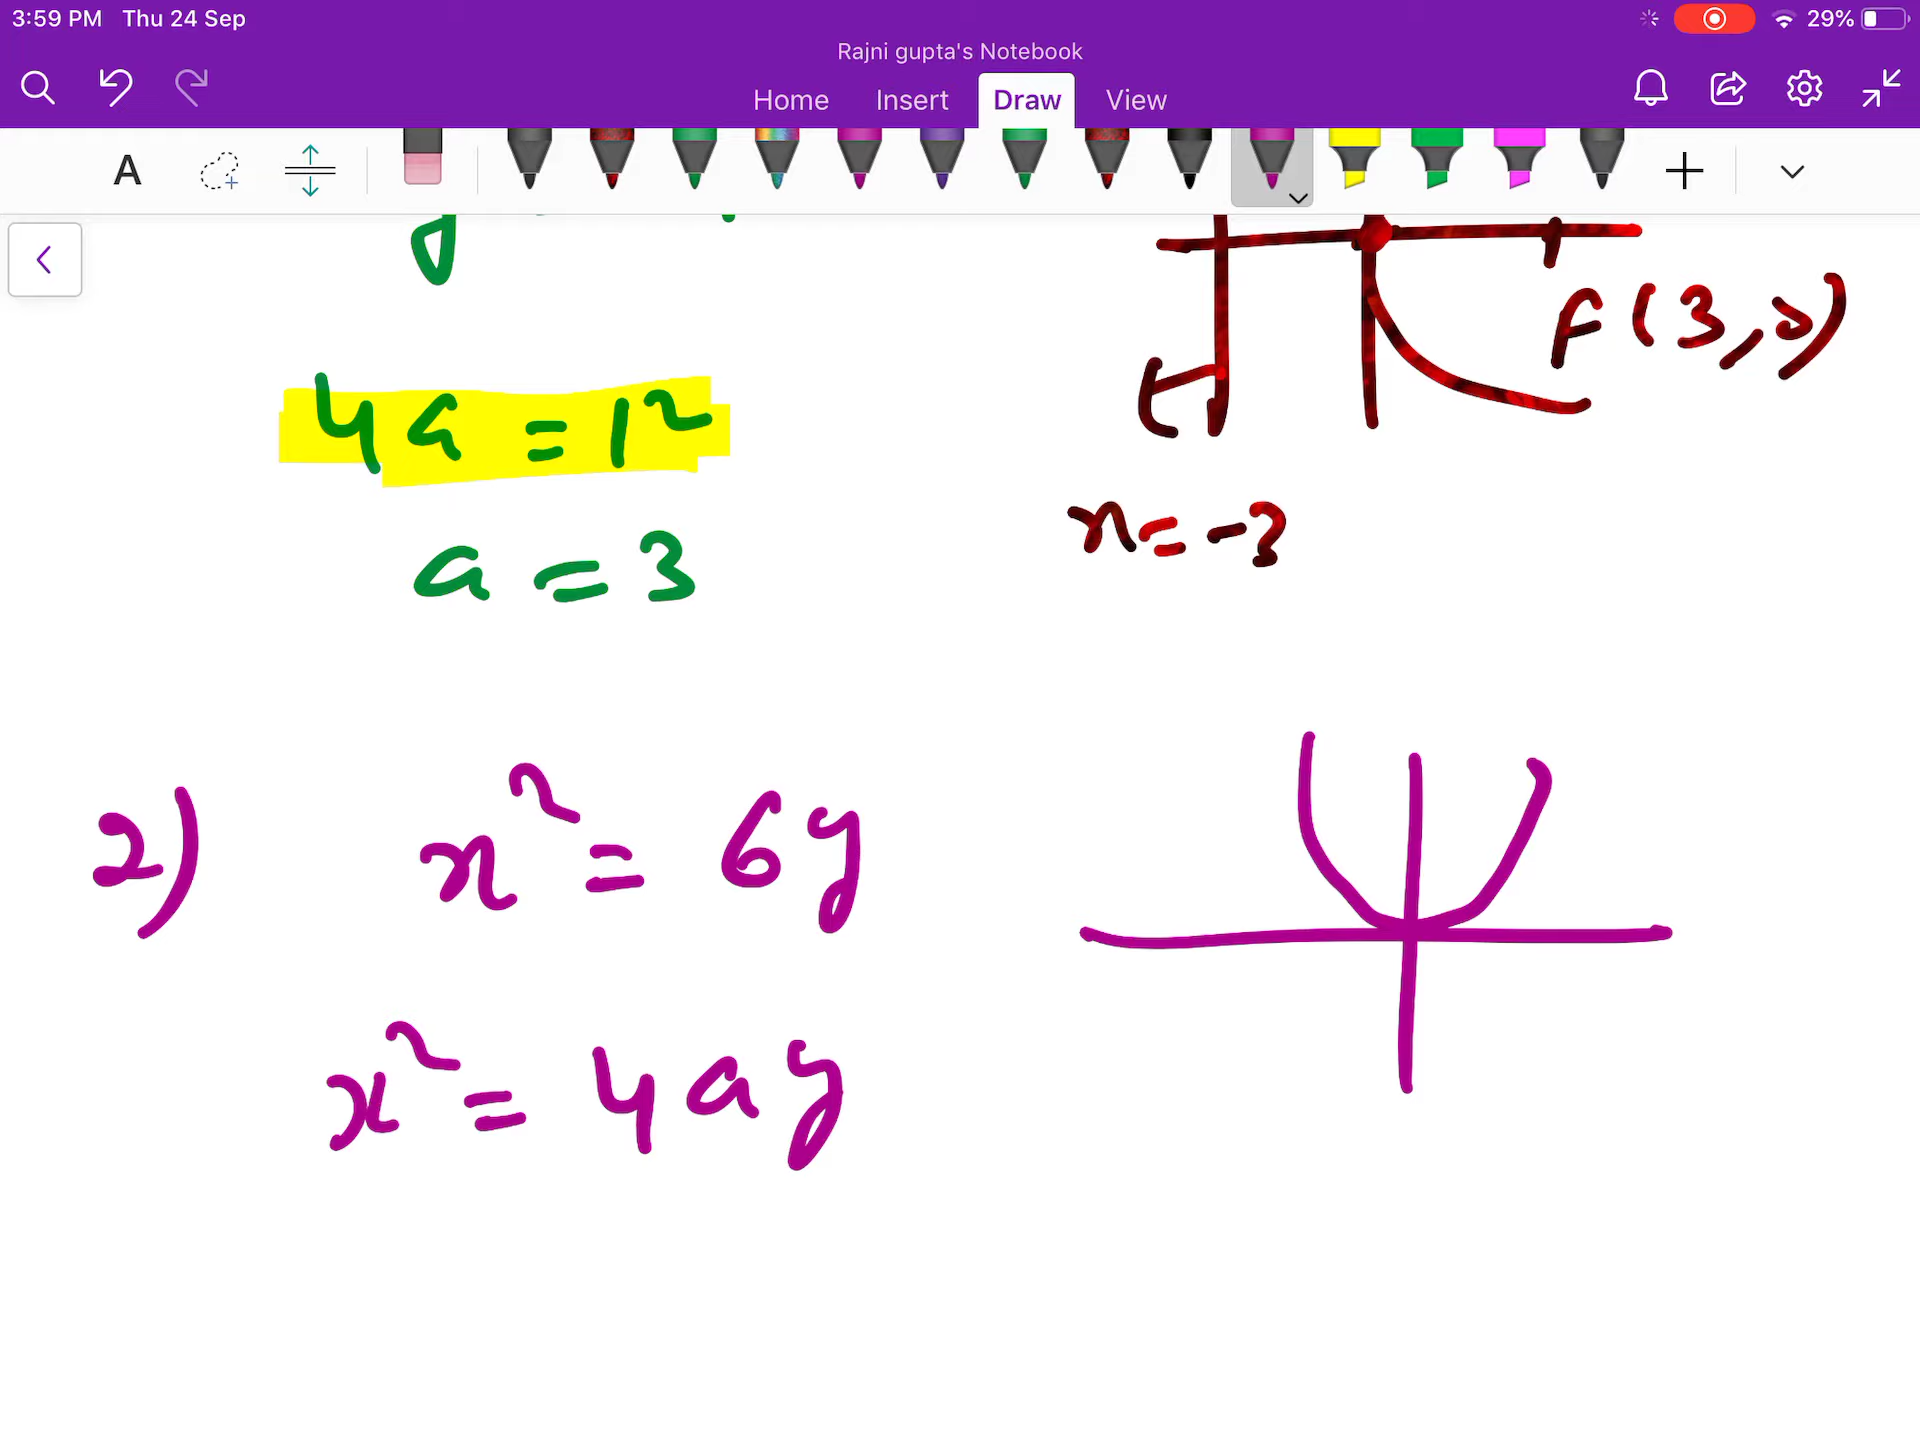 3:59 PM Thu 24 Sep
29%
Rajni gupta's Notebook
Home Insert Draw View
A
F(3,0)
4a = 12
a = 3
x = -3
2) x² = 6y
x² = 4ay